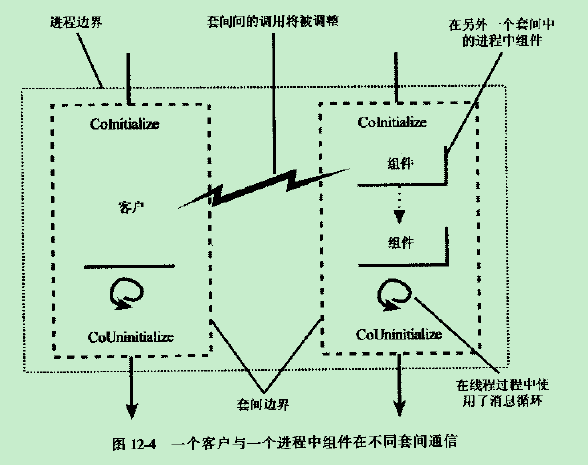 进程边界
套间问的调用将被调整
在另外一个套间中
的进程中组件
CoInitialize
CoInitialize
组件
客户
组件
CoUninitialize
CoUninitialize
套间边界
在线程过程中使
用了消息循环
图 12-4 一个客户与一个进程中组件在不同套间通信